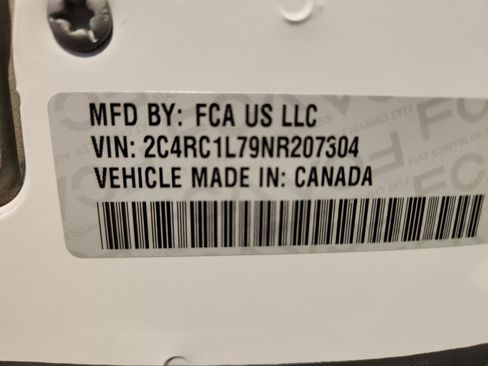 MFD BY: FCA US LLC
VIN: 2C4RC1L79NR207304
VEHICLE MADE IN: CANADA